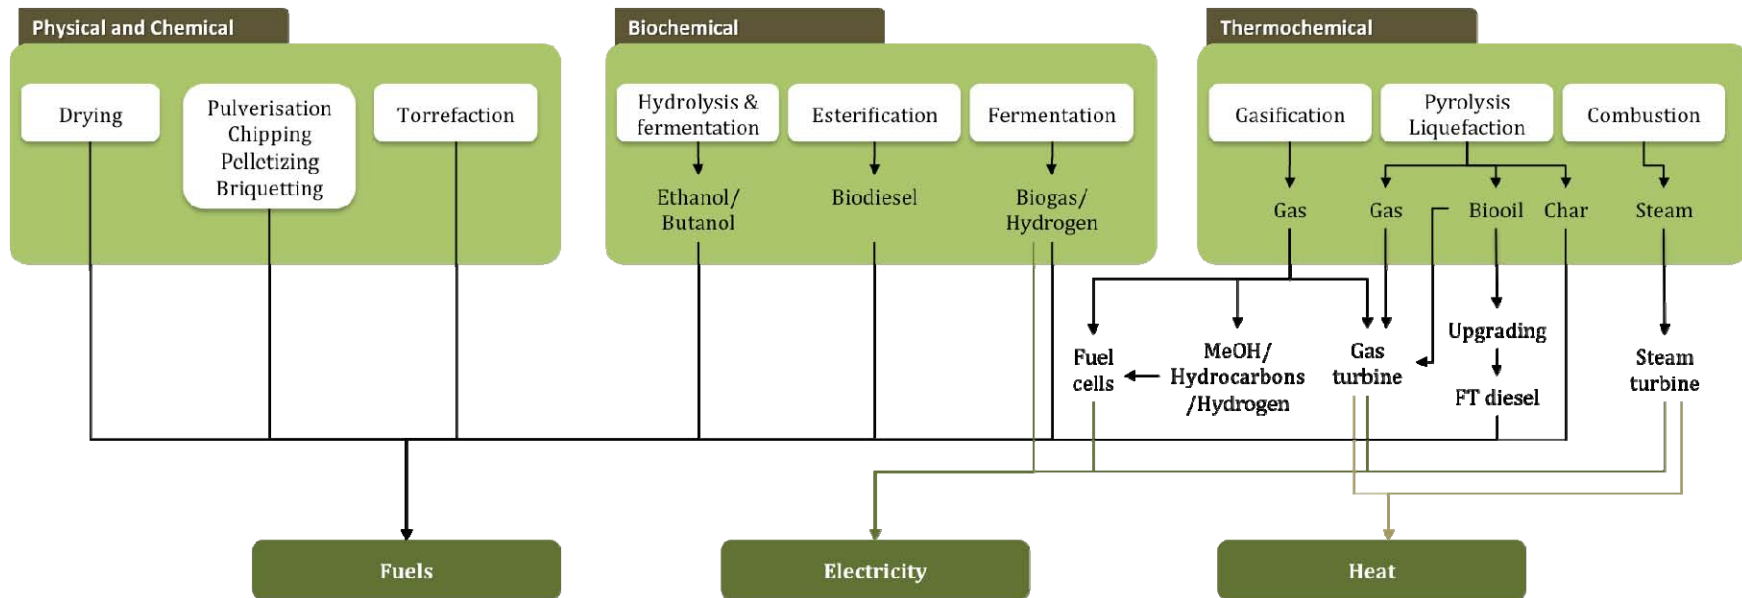 Physical and Chemical
Drying
Pulverisation
Chipping
Pelletizing
Briquetting
Torrefaction
Biochemical
Hydrolysis &
fermentation
Esterification
Fermentation
Ethanol/
Butanol
Biodiesel
Biogas/
Hydrogen
Thermochemical
Gasification
Pyrolysis
Liquefaction
Combustion
Gas
Gas
Biooil
Char
Steam
Fuel
cells
MeOH/
Hydrocarbons
/Hydrogen
Gas
turbine
Upgrading
FT diesel
Steam
turbine
Fuels
Electricity
Heat